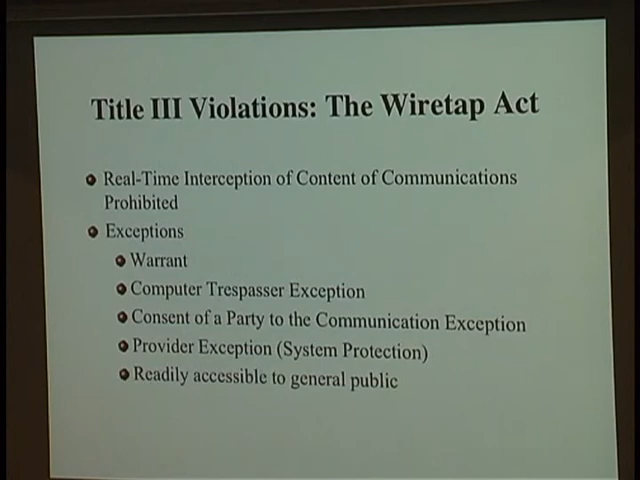 Title III Violations: The Wiretap Act
Real-Time Interception of Content of Communications
Prohibited
Exceptions
Warrant
Computer Trespasser Exception
Consent of a Party to the Communication Exception
Provider Exception (System Protection)
Readily accessible to general public